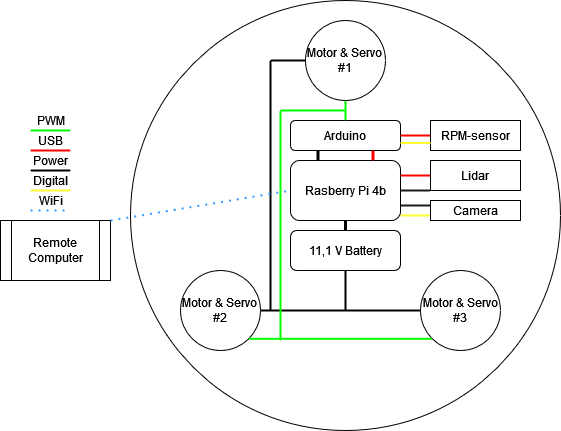 Motor & Servo
#1
PWM
USB
Power
Digital
WiFi
Arduino
RPM-sensor
Rasberry Pi 4b
Lidar
Camera
Remote
Computer
11,1 V Battery
Motor & Servo
#2
Motor & Servo
#3